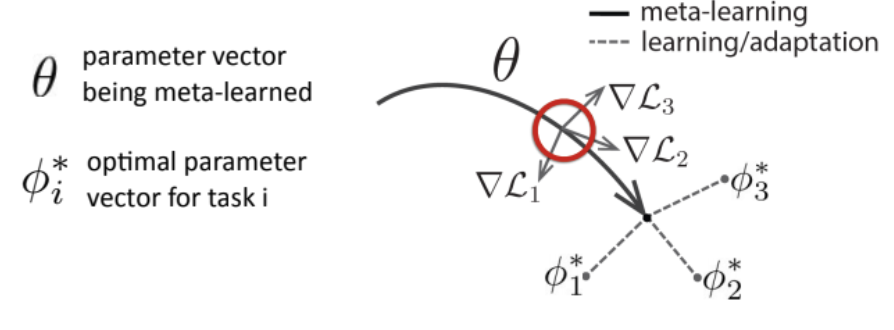 θ parameter vector
being meta-learned
ϕ*i optimal parameter
vector for task i
meta-learning
learning/adaptation
θ
∇ℒ3
∇ℒ2
∇ℒ1
ϕ*3
ϕ*1
ϕ*2